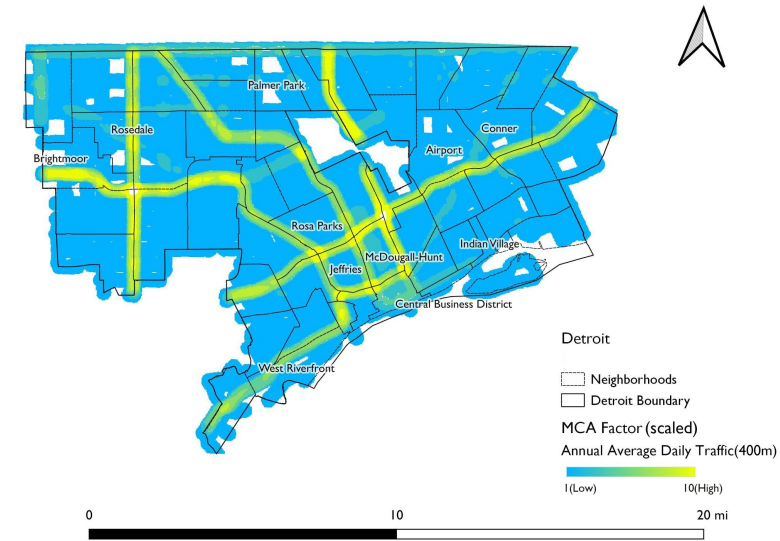 Palmer Park
Conner
Rosedale
Airport
Brightmoor
Rosa Parks
Indian Village
McDougall-Hunt
Jeffries
Central Business District
West Riverfront
Detroit
Neighborhoods
Detroit Boundary
MCA Factor (scaled)
Annual Average Daily Traffic(400m)
1(Low) 10(High)
0 10 20 mi